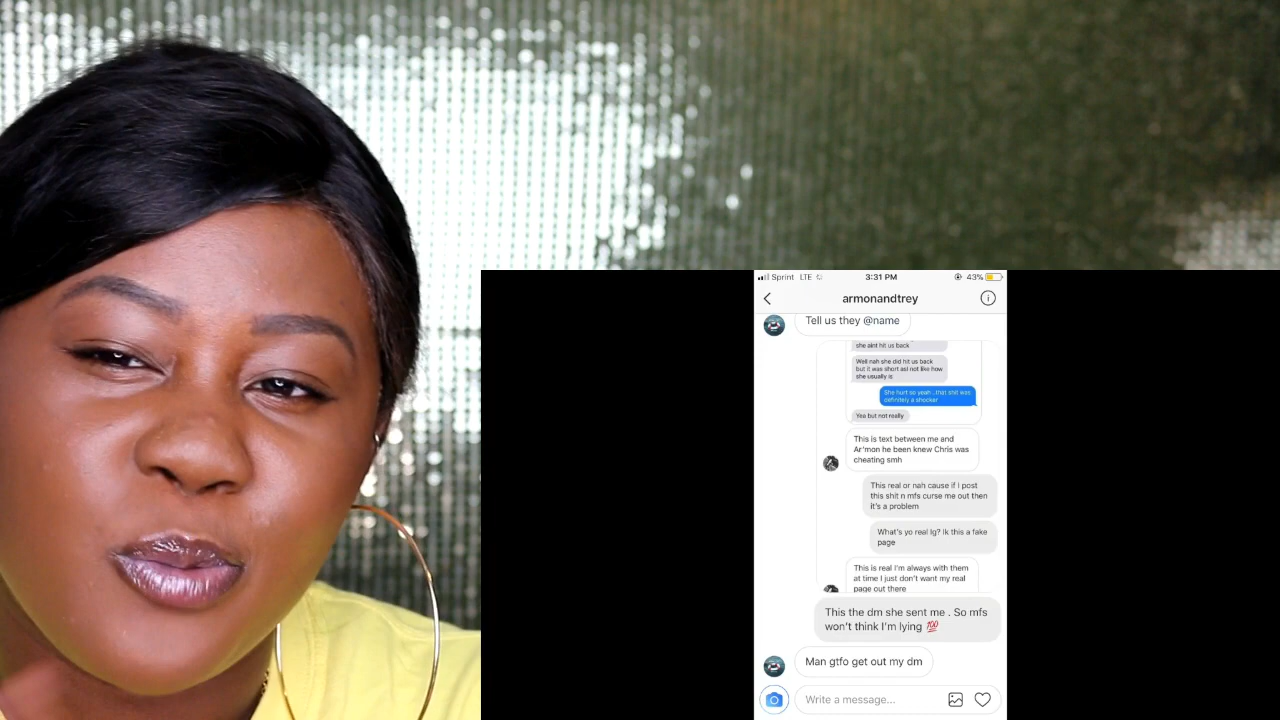 Sprint LTE 3:31 PM 43%
armonandtrey
Tell us they @name
she aint hit us back
Well nah she did hit us back
but it was short asl not like how
she usually is
She hurt so yeah ..that shit was
definitely a shocker
Yea but not really
This is text between me and
Ar'mon he been knew Chris was
cheating smh
This real or nah cause if I post
this shit n mfs curse me out then
it's a problem
What's yo real Ig? Ik this a fake
page
This is real I'm always with them
at time I just don't want my real
page out there
This the dm she sent me . So mfs
won't think I'm lying 💯
Man gtfo get out my dm
Write a message...